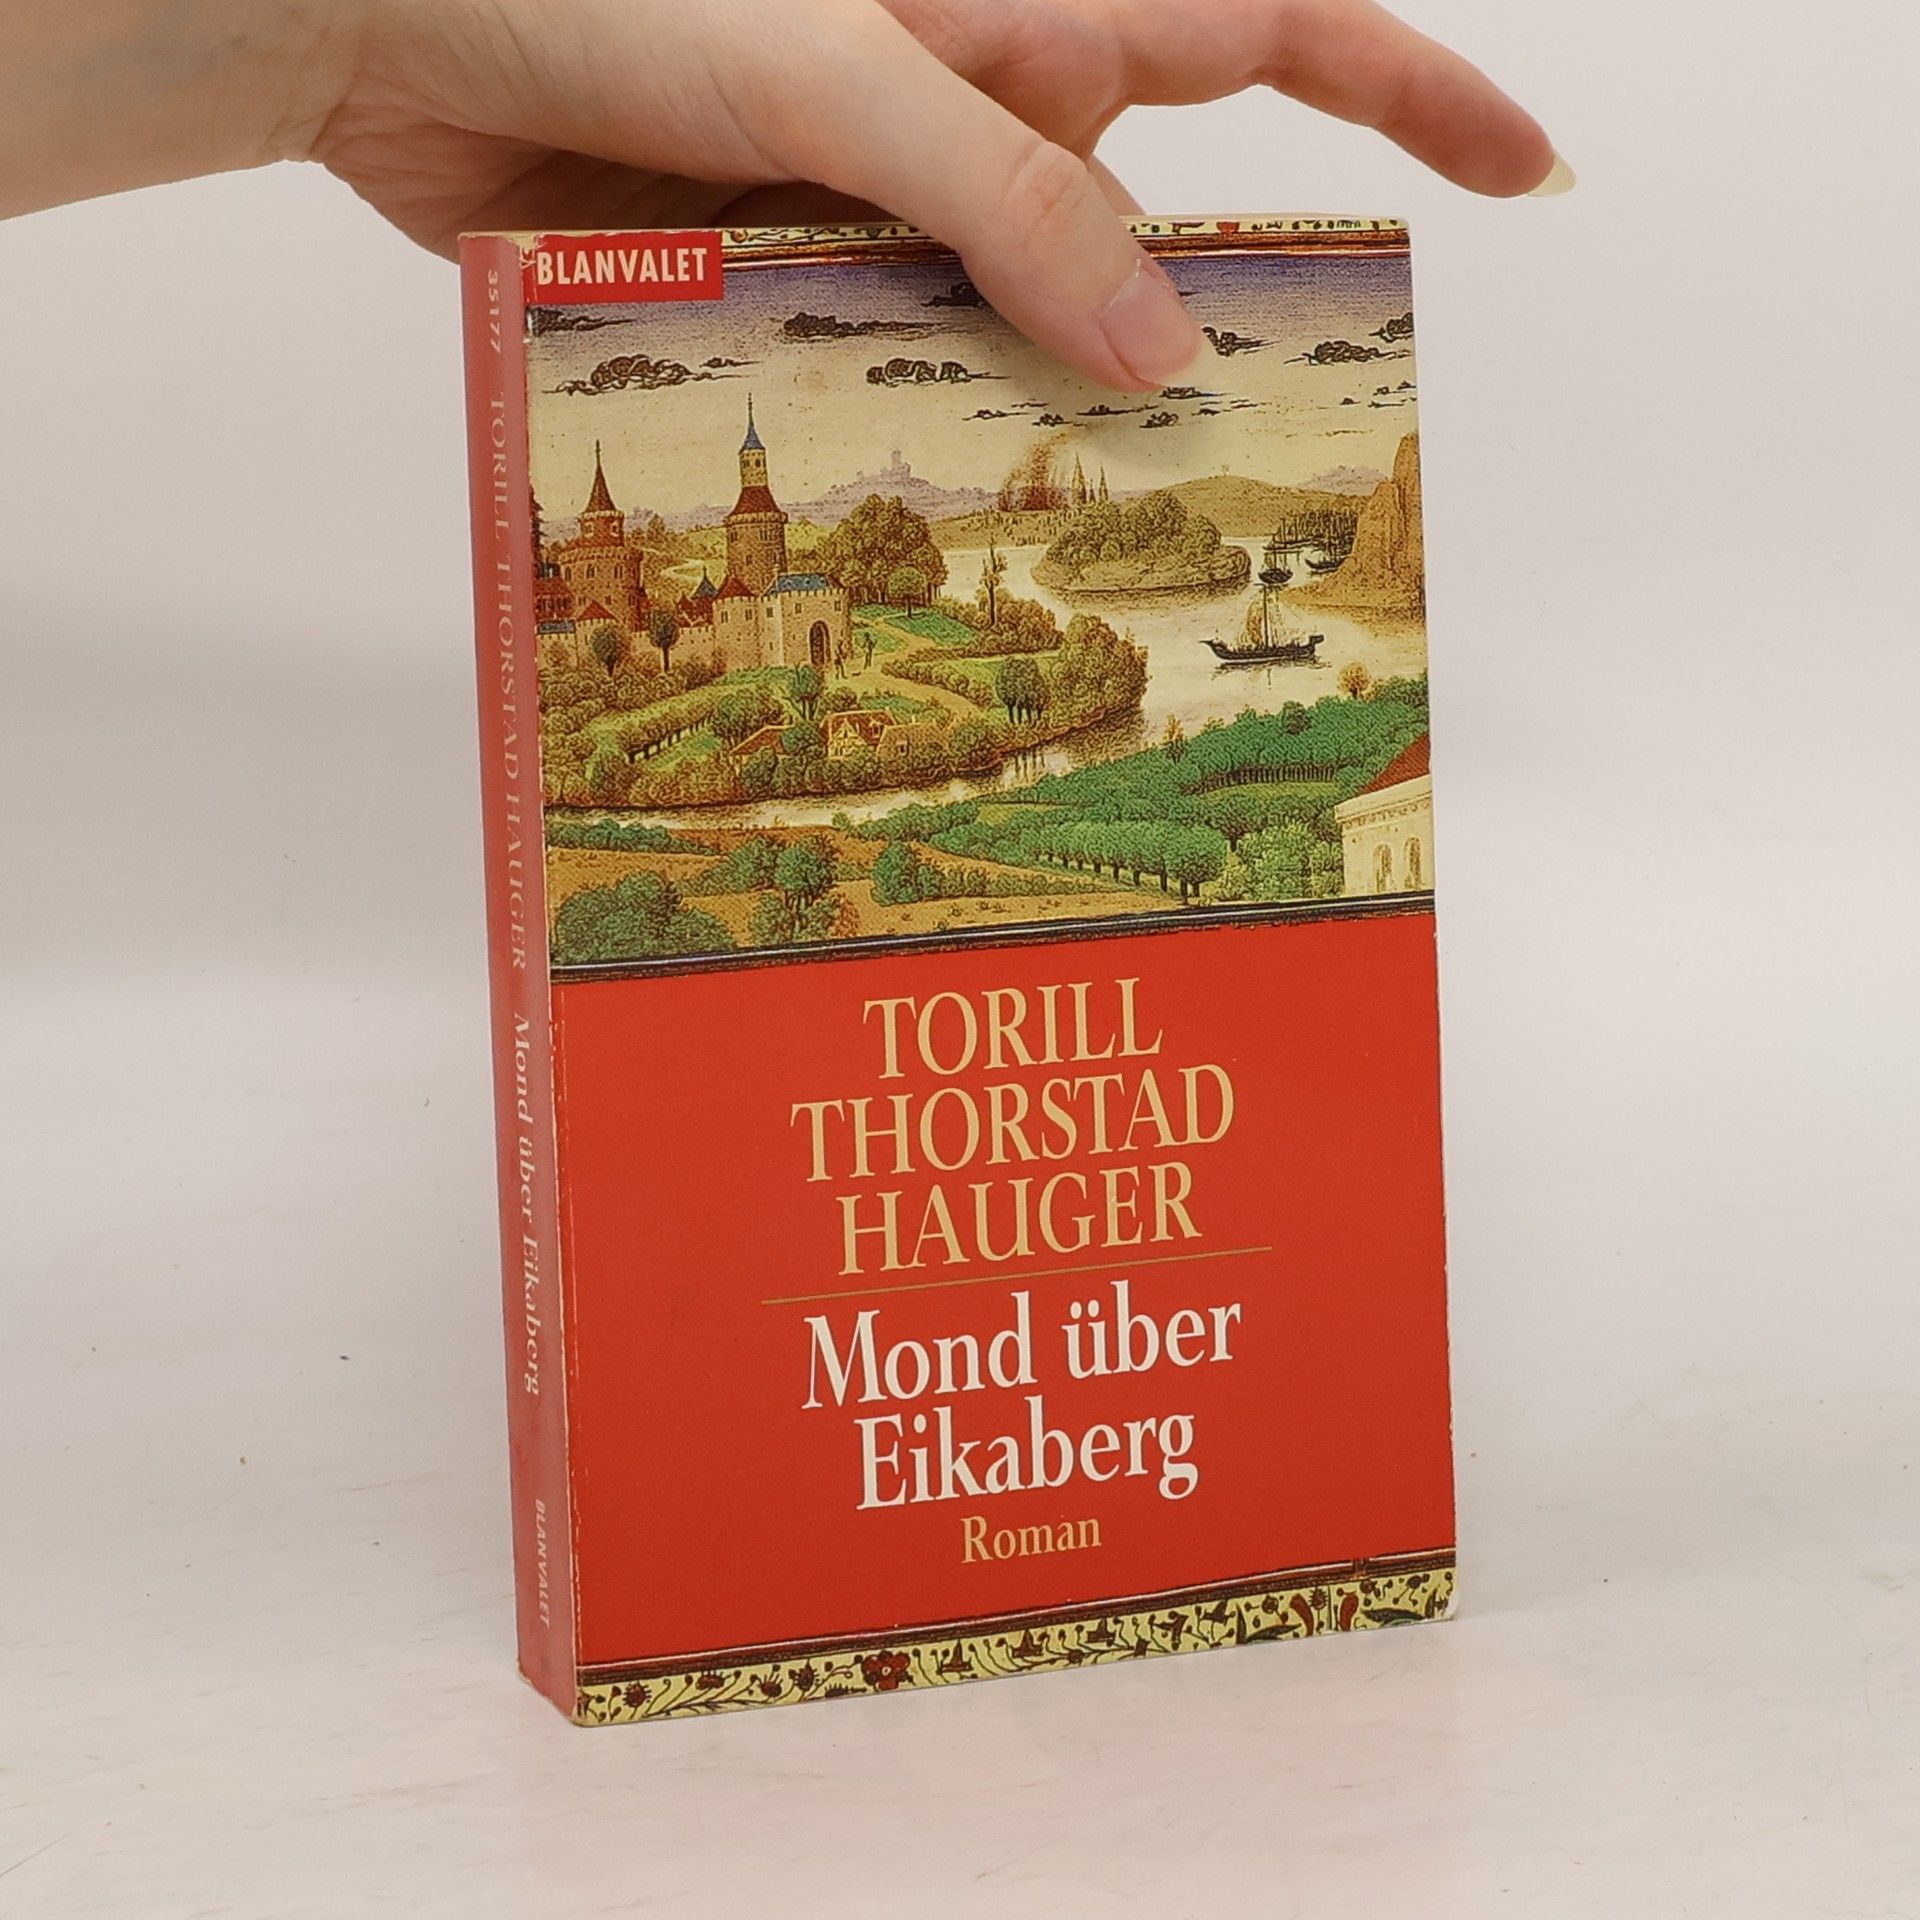 BLANVALET
35177 TORILL THORSTAD HAUGER Mond über Eikaberg BLANVALET
TORILL
THORSTAD
HAUGER
Mond über
Eikaberg
Roman